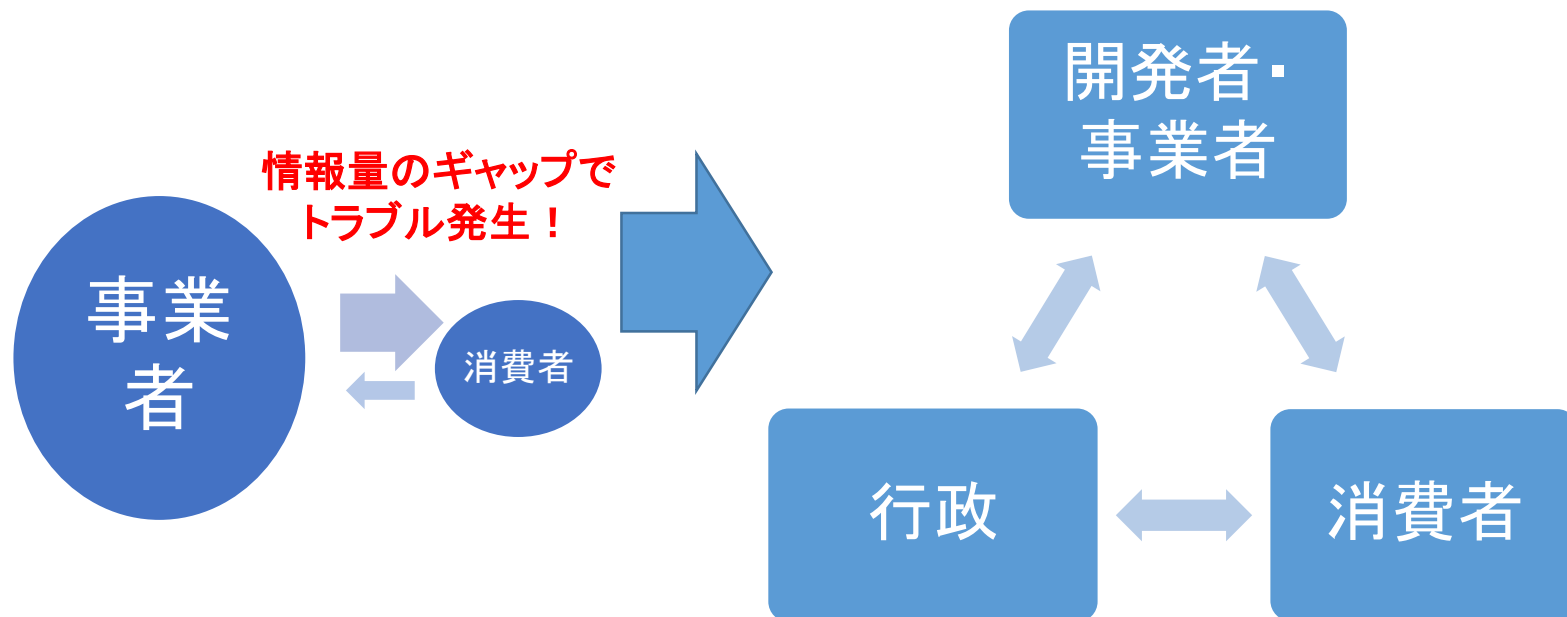 情報量のギャップで
トラブル発生！
事業
者
消費者
開発者・
事業者
行政
消費者